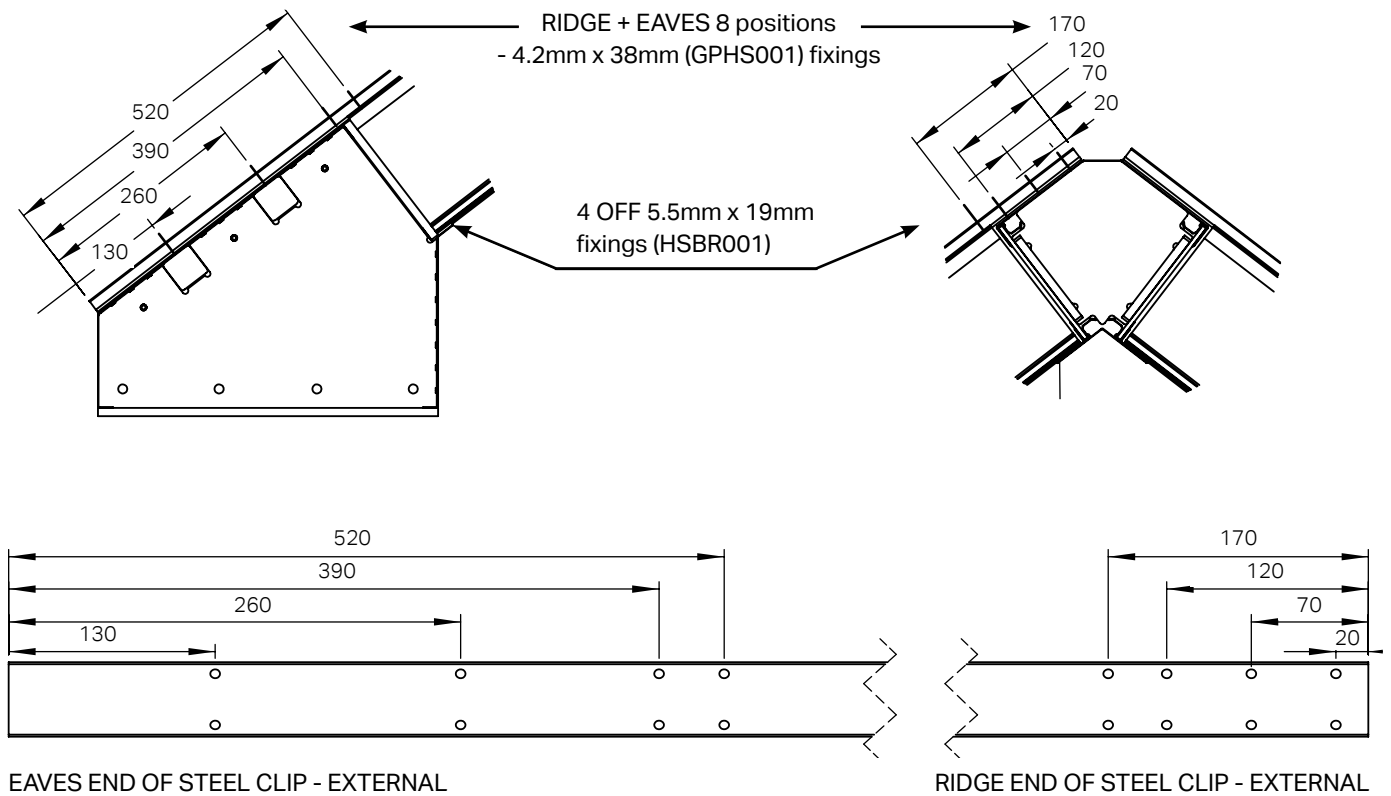 RIDGE + EAVES 8 positions
- 4.2mm x 38mm (GPHS001) fixings
520
390
260
130
170
120
70
20
4 OFF 5.5mm x 19mm
fixings (HSBR001)
520
390
260
130
170
120
70
20
EAVES END OF STEEL CLIP - EXTERNAL
RIDGE END OF STEEL CLIP - EXTERNAL